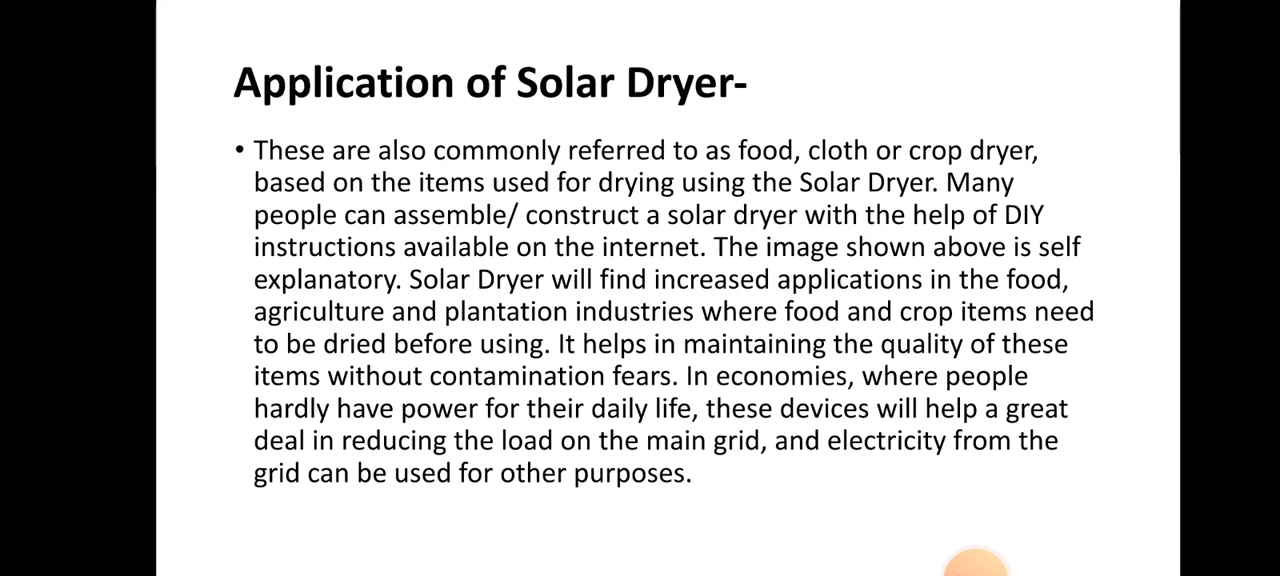 Application of Solar Dryer-
• These are also commonly referred to as food, cloth or crop dryer,
based on the items used for drying using the Solar Dryer. Many
people can assemble/ construct a solar dryer with the help of DIY
instructions available on the internet. The image shown above is self
explanatory. Solar Dryer will find increased applications in the food,
agriculture and plantation industries where food and crop items need
to be dried before using. It helps in maintaining the quality of these
items without contamination fears. In economies, where people
hardly have power for their daily life, these devices will help a great
deal in reducing the load on the main grid, and electricity from the
grid can be used for other purposes.